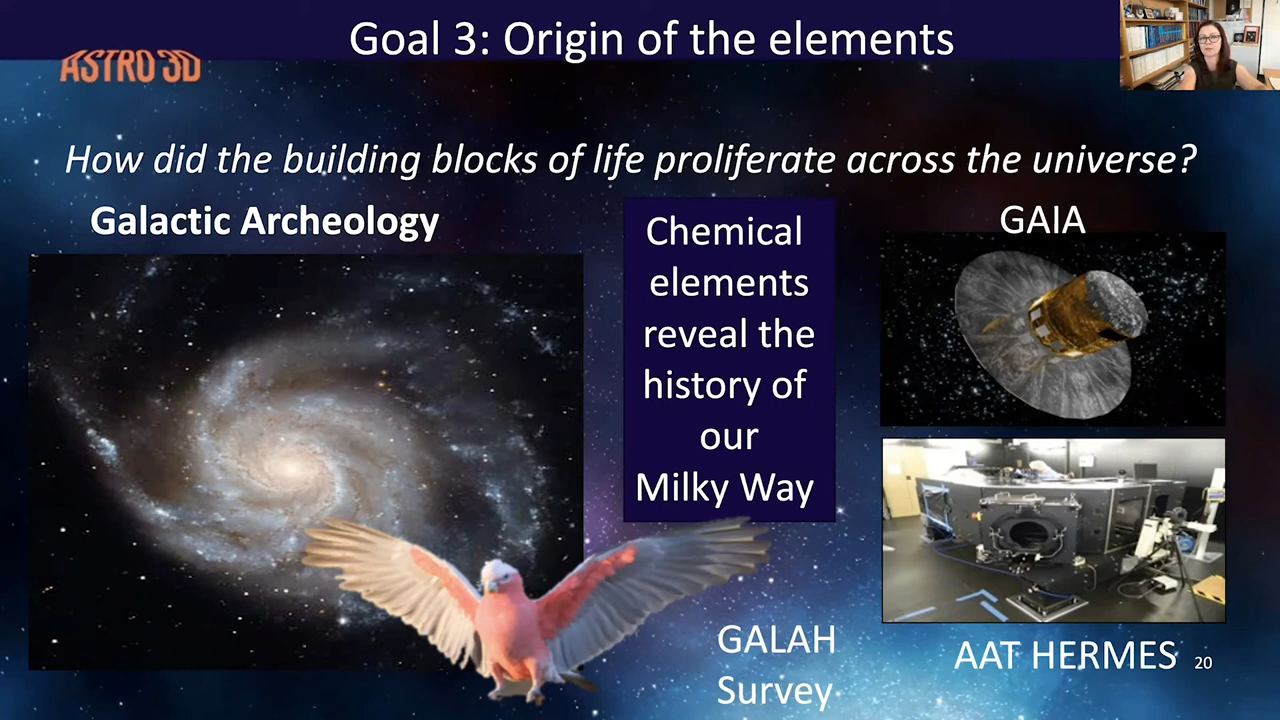 Goal 3: Origin of the elements
ASTRO 3D
How did the building blocks of life proliferate across the universe?
Galactic Archeology
Chemical
elements
reveal the
history of
our
Milky Way
GAIA
GALAH
Survey
AAT HERMES
20